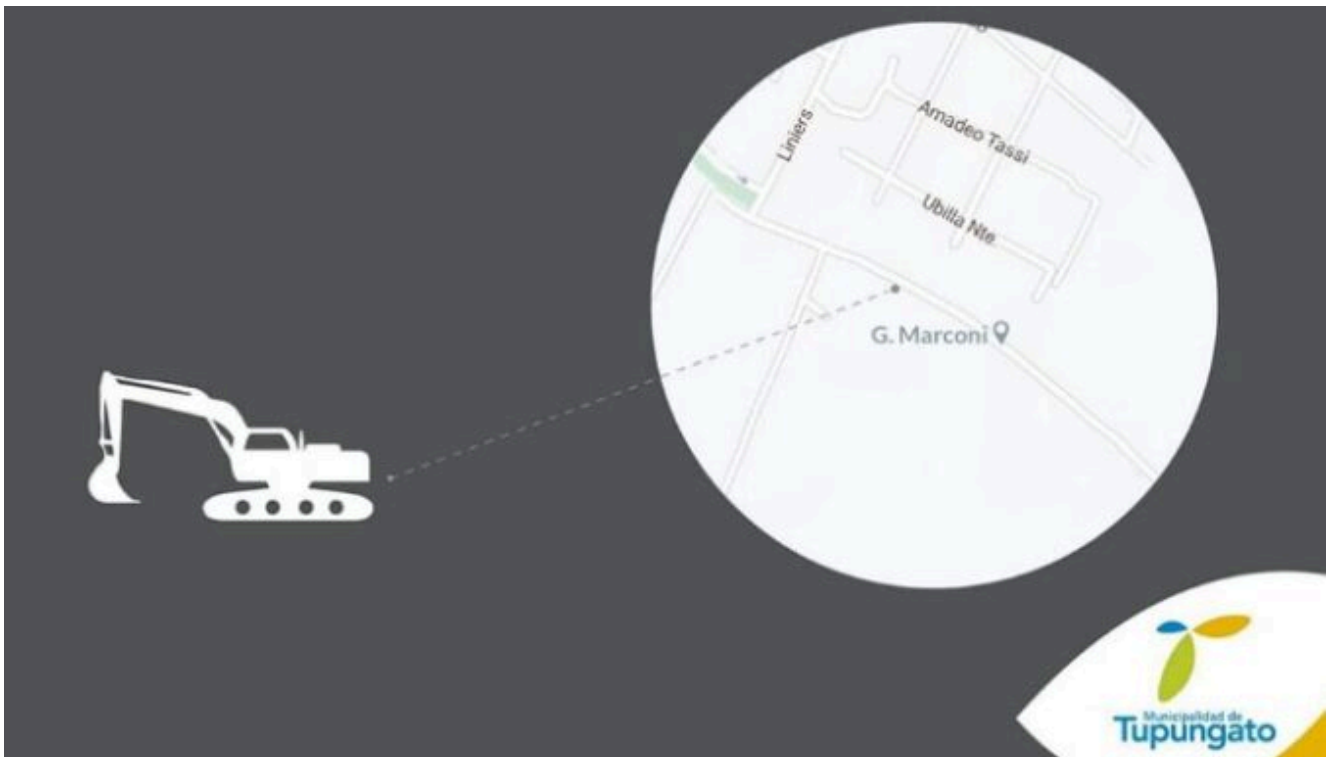 Liniers
Amadeo Tassi
Ubilla Nte.
G. Marconi
Municipalidad de
Tupungato